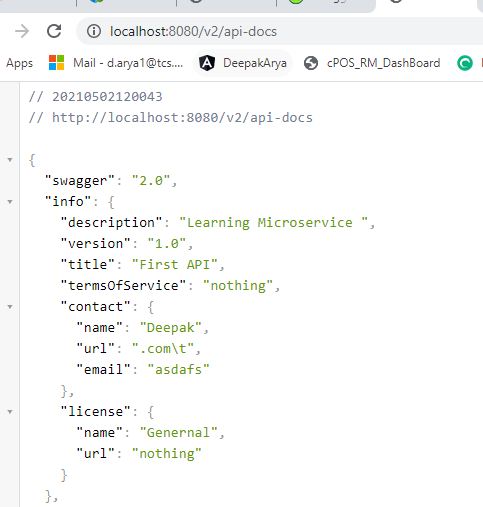 localhost:8080/v2/api-docs
Apps Mail - d.arya1@tcs.... DeepakArya cPOS_RM_DashBoard
// 20210502120043
// http://localhost:8080/v2/api-docs
{
"swagger": "2.0",
"info": {
"description": "Learning Microservice ",
"version": "1.0",
"title": "First API",
"termsOfService": "nothing",
"contact": {
"name": "Deepak",
"url": ".com\t",
"email": "asdafs"
},
"license": {
"name": "Genernal",
"url": "nothing"
}
},